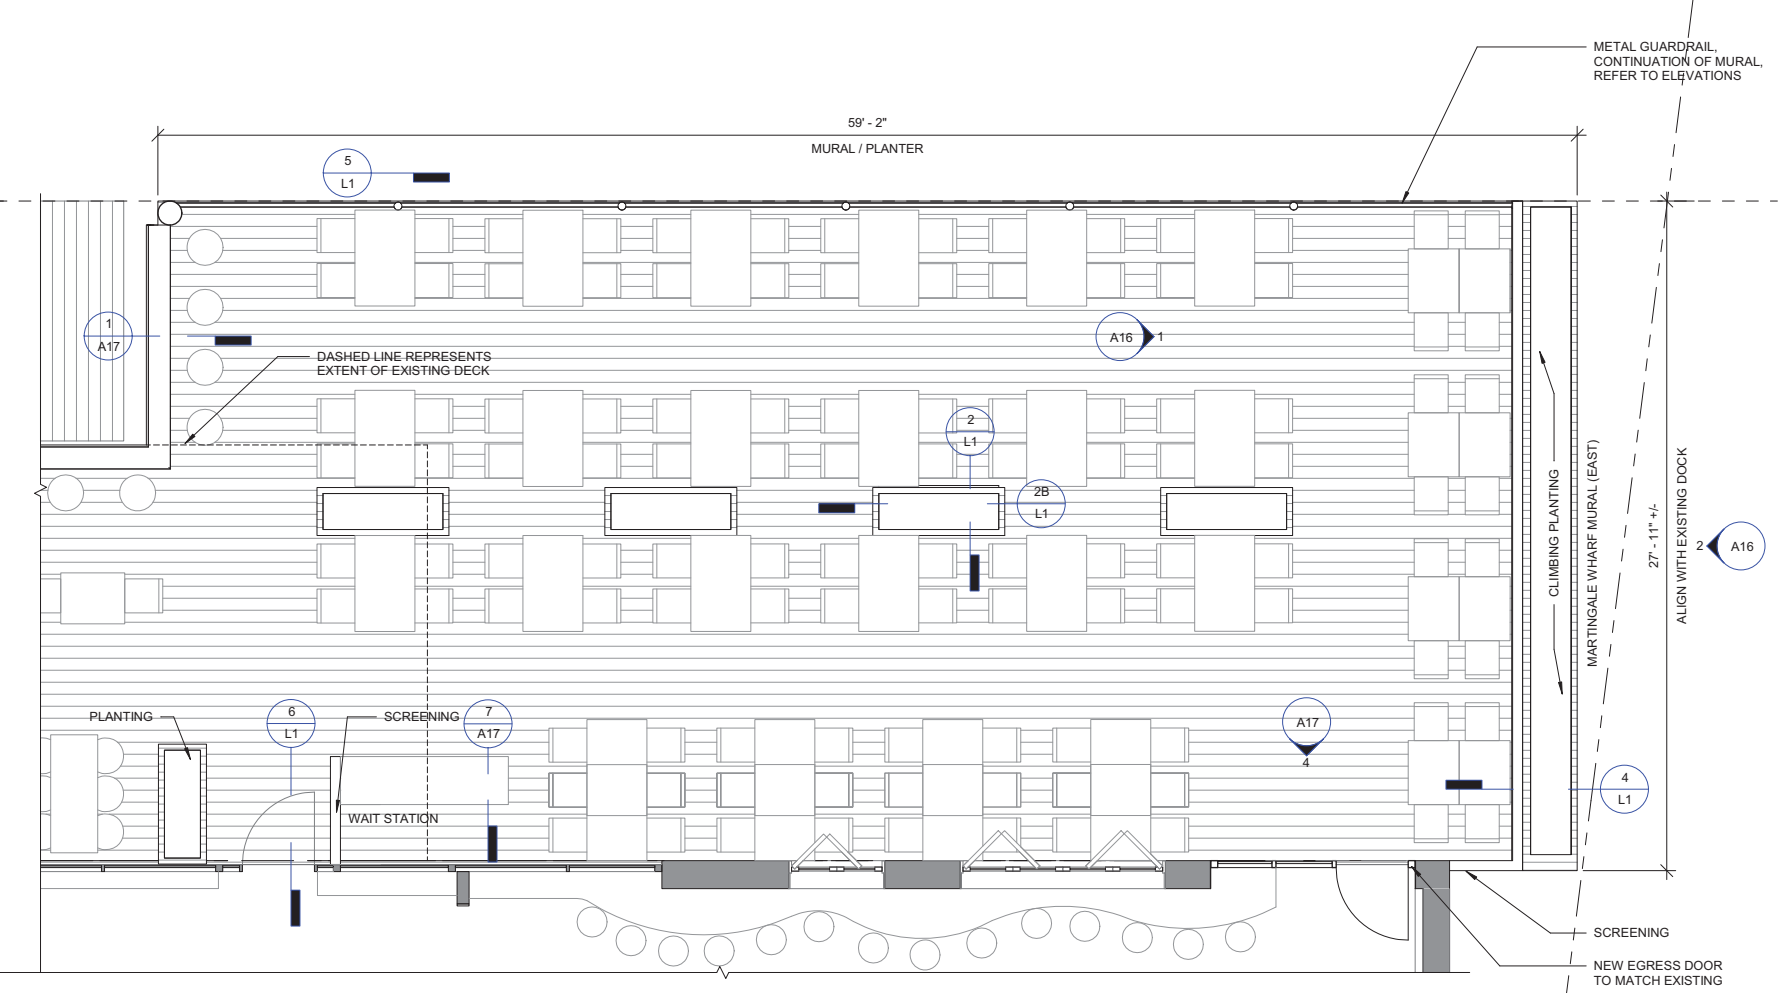 METAL GUARDRAIL,
CONTINUATION OF MURAL,
REFER TO ELEVATIONS
59' - 2"
MURAL / PLANTER
5
L1
1
A17
A16
1
DASHED LINE REPRESENTS
EXTENT OF EXISTING DECK
2
L1
2B
L1
CLIMBING PLANTING
MARTINGALE WHARF MURAL (EAST)
27' - 11" +/-
ALIGN WITH EXISTING DOCK
2
A16
PLANTING
6
L1
SCREENING
7
A17
A17
4
4
L1
WAIT STATION
SCREENING
NEW EGRESS DOOR
TO MATCH EXISTING